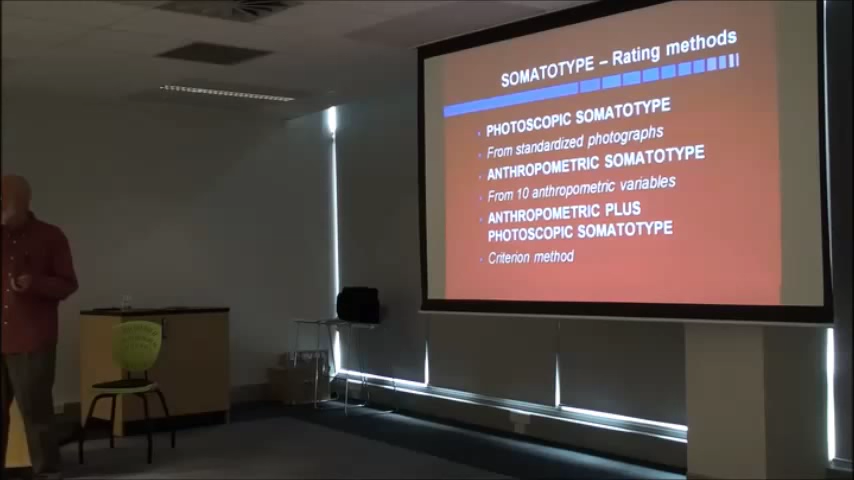 SOMATOTYPE – Rating methods
PHOTOSCOPIC SOMATOTYPE
From standardized photographs
ANTHROPOMETRIC SOMATOTYPE
From 10 anthropometric variables
ANTHROPOMETRIC PLUS
PHOTOSCOPIC SOMATOTYPE
Criterion method